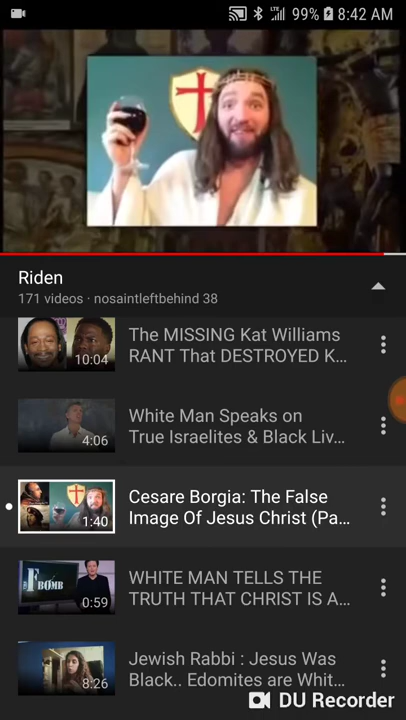 LTE 99% 8:42 AM
Riden
171 videos · nosaintleftbehind 38
The MISSING Kat Williams
RANT That DESTROYED K...
10:04
White Man Speaks on
True Israelites & Black Liv...
4:06
Cesare Borgia: The False
Image Of Jesus Christ (Pa...
1:40
WHITE MAN TELLS THE
TRUTH THAT CHRIST IS A...
F BOMB
0:59
Jewish Rabbi : Jesus Was
Black.. Edomites are Whit...
8:26
DU Recorder